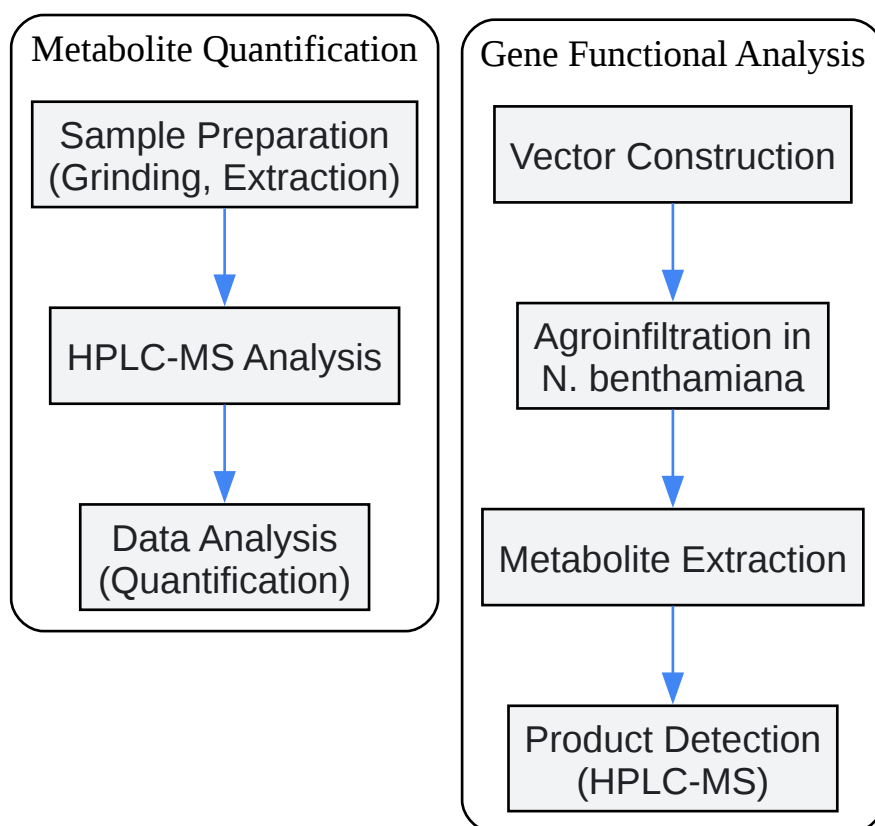 Metabolite Quantification
Sample Preparation
(Grinding, Extraction)
HPLC-MS Analysis
Data Analysis
(Quantification)
Gene Functional Analysis
Vector Construction
Agroinfiltration in
N. benthamiana
Metabolite Extraction
Product Detection
(HPLC-MS)